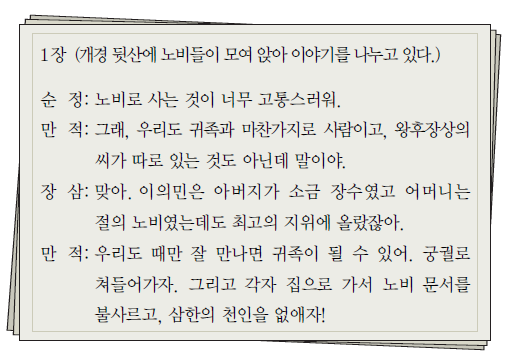 1장 (개경 뒷산에 노비들이 모여 앉아 이야기를 나누고 있다.)
순 정: 노비로 사는 것이 너무 고통스러워.
만 적: 그래, 우리도 귀족과 마찬가지로 사람이고, 왕후장상의
씨가 따로 있는 것도 아닌데 말이야.
장 삼: 맞아. 이의민은 아버지가 소금 장수였고 어머니는
절의 노비였는데도 최고의 지위에 올랐잖아.
만 적: 우리도 때만 잘 만나면 귀족이 될 수 있어. 궁궐로
쳐들어가자. 그리고 각자 집으로 가서 노비 문서를
불사르고, 삼한의 천인을 없애자!